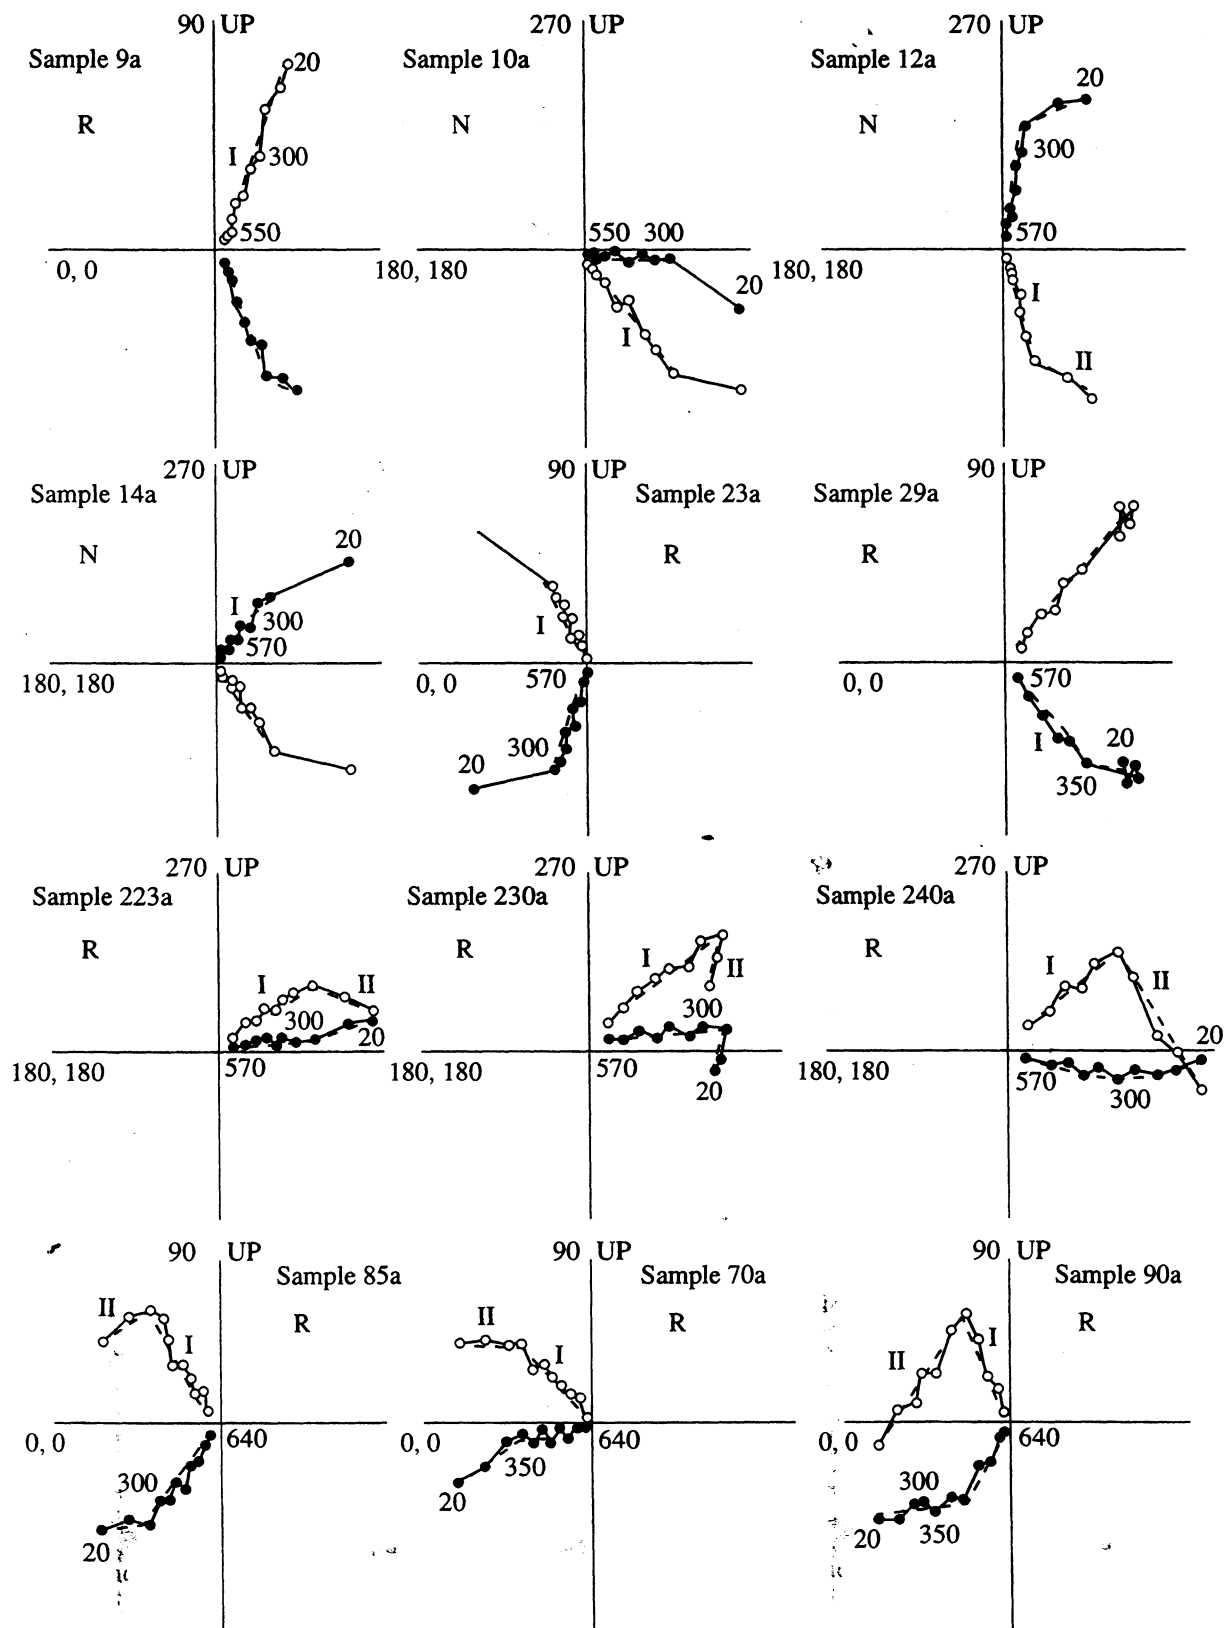 90 UP
Sample 9a
R
20
I
300
550
0, 0
270 UP
Sample 10a
N
550 300
180, 180
20
I
270 UP
Sample 12a
20
N
300
570
180, 180
I
II
270 UP
Sample 14a
N
20
I
300
570
180, 180
90 UP
Sample 23a
R
I
0, 0
570
300
20
90 UP
Sample 29a
R
0, 0
570
I
20
350
270 UP
Sample 223a
R
I
II
300
20
180, 180
570
270 UP
Sample 230a
R
I
II
300
180, 180
570
20
270 UP
Sample 240a
R
I
II
20
180, 180
570
300
90 UP
Sample 85a
II
R
I
0, 0
640
300
20
90 UP
Sample 70a
II
R
I
0, 0
640
350
20
90 UP
Sample 90a
R
I
II
0, 0
640
300
20
350